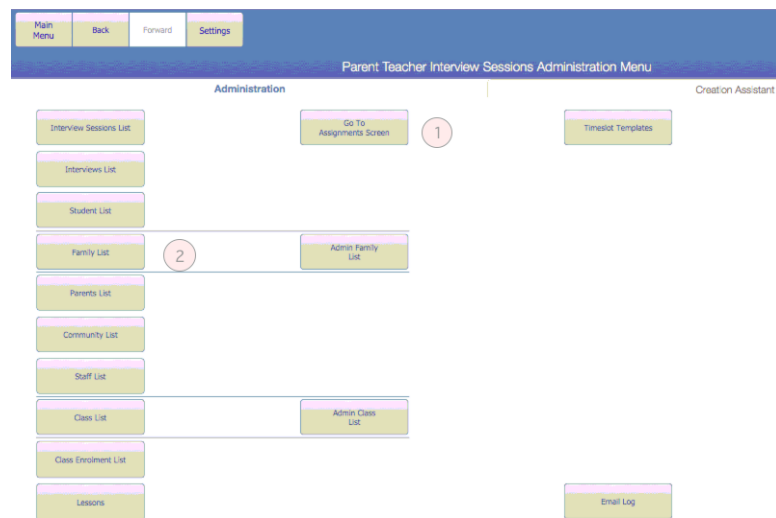 Main
Menu
Back
Forward
Settings
Parent Teacher Interview Sessions Administration Menu
Administration
Creation Assistant
Interview Sessions List
Go To
Assignments Screen
1
Timeslot Templates
Interviews List
Student List
Family List
2
Admin Family
List
Parents List
Community List
Staff List
Class List
Admin Class
List
Class Enrolment List
Lessons
Email Log